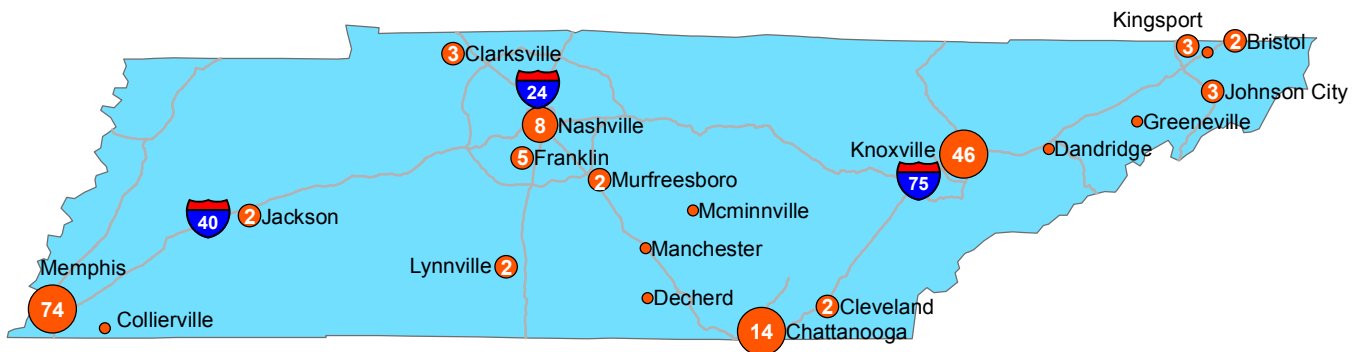 Kingsport
3
2 Bristol
3 Clarksville
24
3 Johnson City
8 Nashville
Greeneville
Knoxville 46
Dandridge
5 Franklin
75
2 Murfreesboro
Mcminnville
40
2 Jackson
Manchester
Memphis
Lynnville 2
74
Decherd
2 Cleveland
Collierville
14 Chattanooga